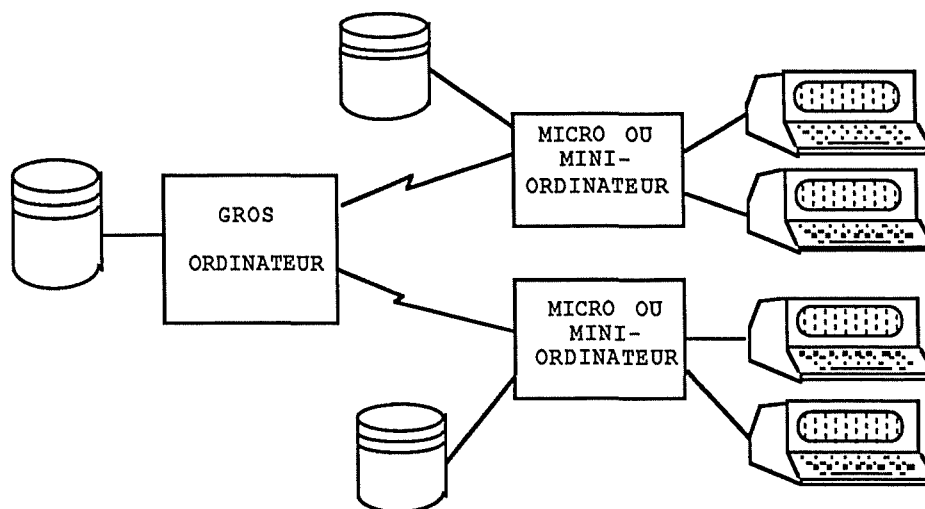 GROS
ORDINATEUR
MICRO OU
MINI-
ORDINATEUR
MICRO OU
MINI-
ORDINATEUR